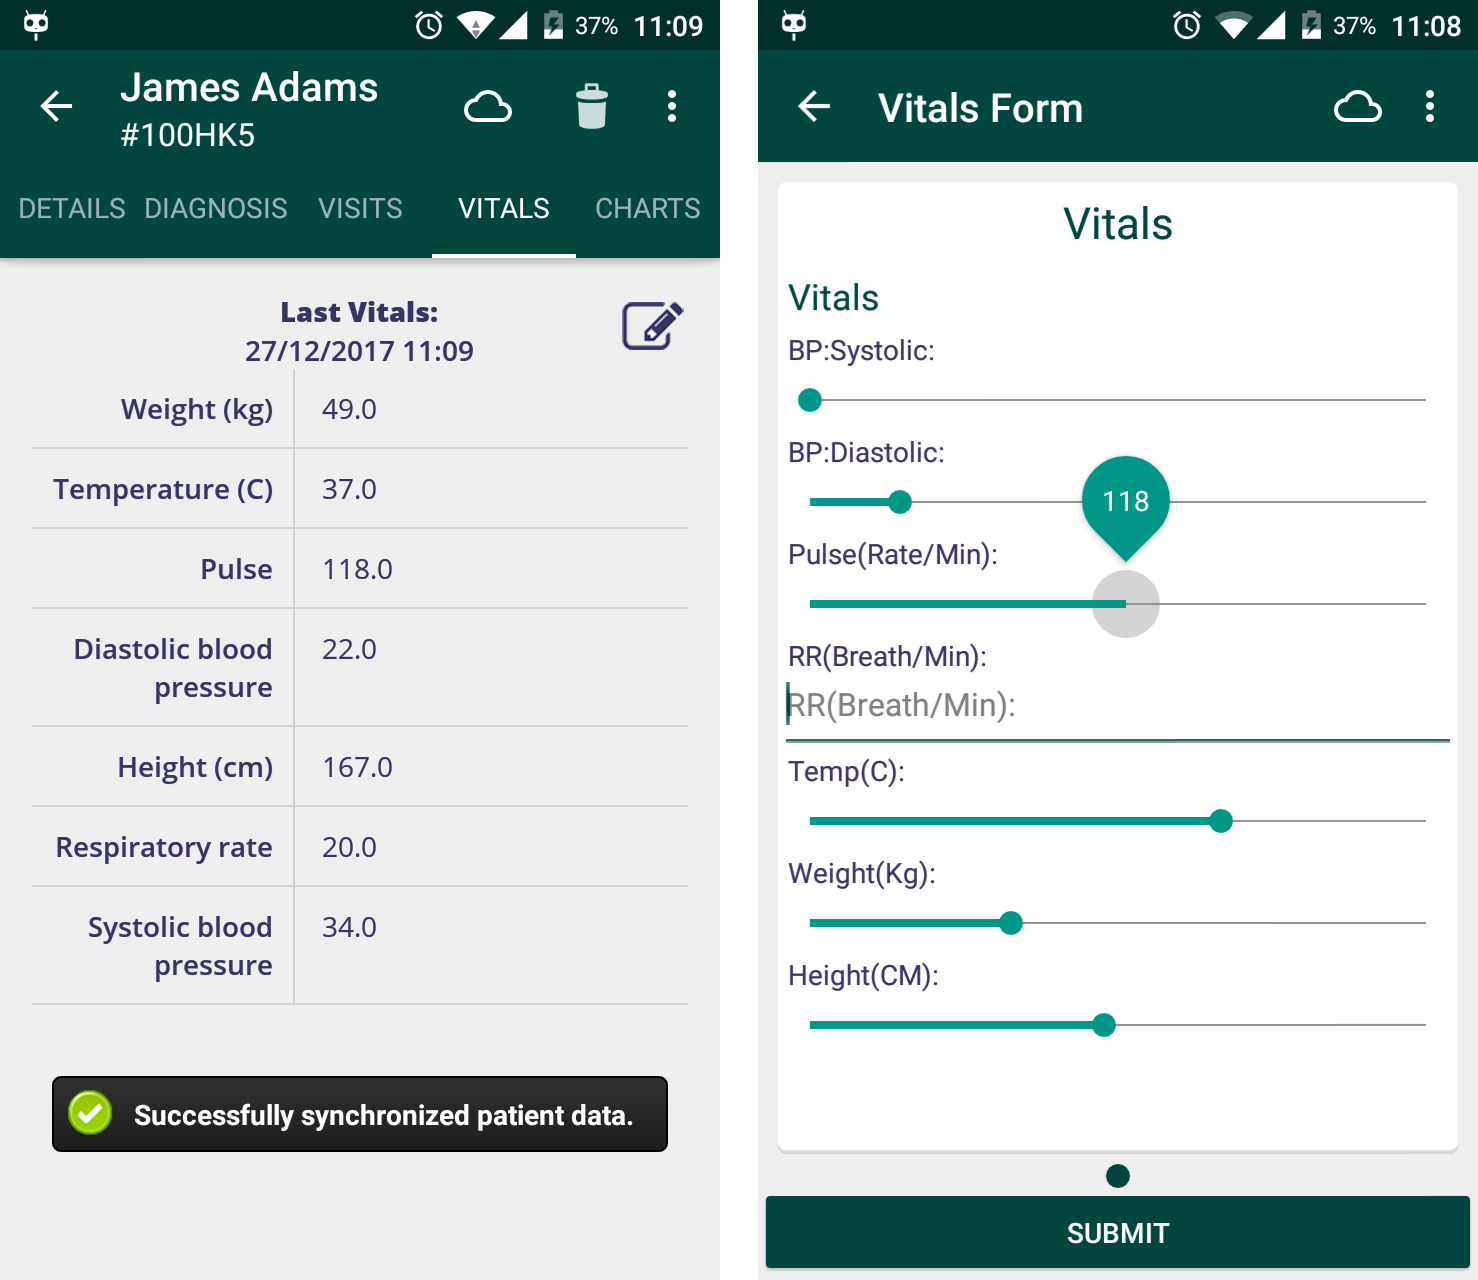 37% 11:09
James Adams
#100HK5
DETAILS DIAGNOSIS VISITS VITALS CHARTS
Last Vitals:
27/12/2017 11:09
Weight (kg) 49.0
Temperature (C) 37.0
Pulse 118.0
Diastolic blood 22.0
pressure
Height (cm) 167.0
Respiratory rate 20.0
Systolic blood 34.0
pressure
Successfully synchronized patient data.
37% 11:08
Vitals Form
Vitals
Vitals
BP:Systolic:
BP:Diastolic:
118
Pulse(Rate/Min):
RR(Breath/Min):
RR(Breath/Min):
Temp(C):
Weight(Kg):
Height(CM):
SUBMIT